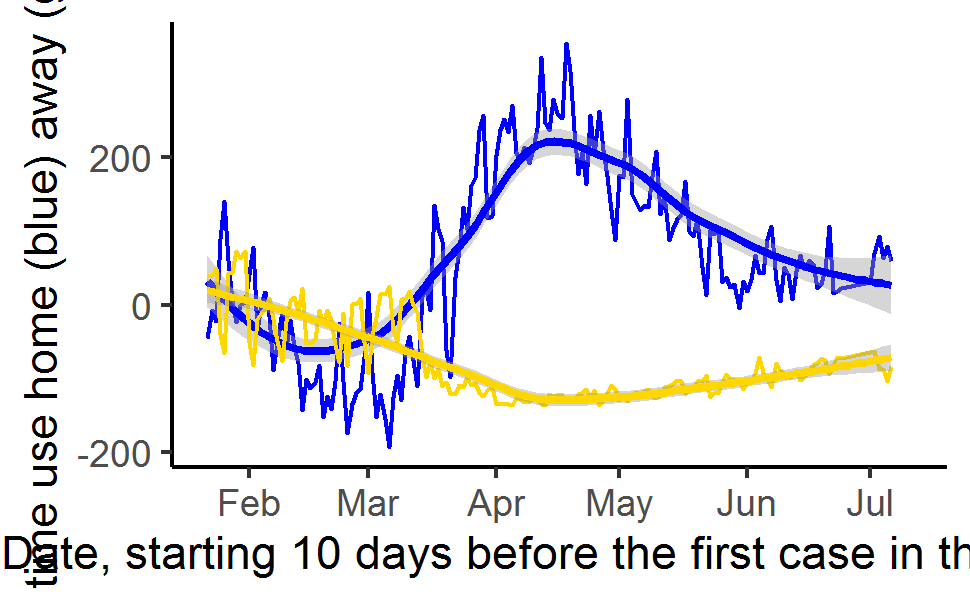 time use home (blue) away (
200
0
-200
Feb Mar Apr May Jun Jul
Date, starting 10 days before the first case in th